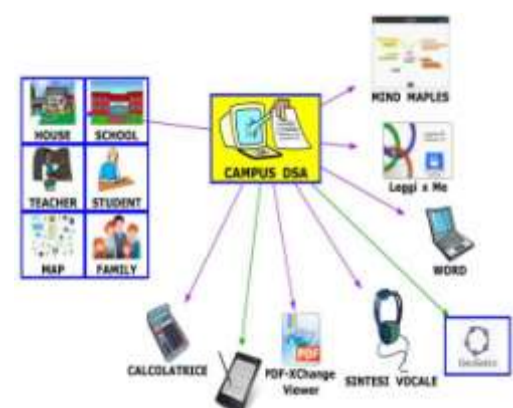 MIND MAPLES
HOUSE SCHOOL
CAMPUS DSA
Leggi x Me
TEACHER STUDENT
WORD
MAP FAMILY
CALCOLATRICE
PDF
PDF-XChange
Viewer
SINTESI VOCALE
GeoGebra